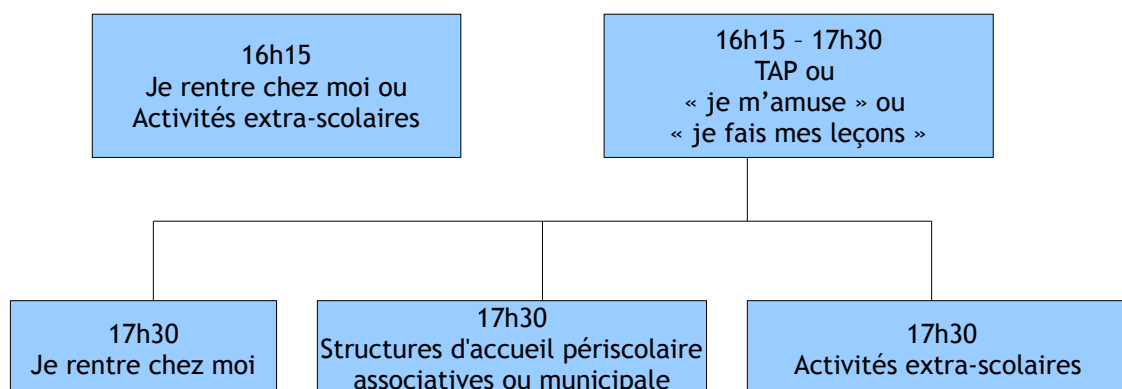 16h15
Je rentre chez moi ou
Activités extra-scolaires
16h15 – 17h30
TAP ou
« je m'amuse » ou
« je fais mes leçons »
17h30
Je rentre chez moi
17h30
Structures d'accueil périscolaire
associatives ou municipale
17h30
Activités extra-scolaires